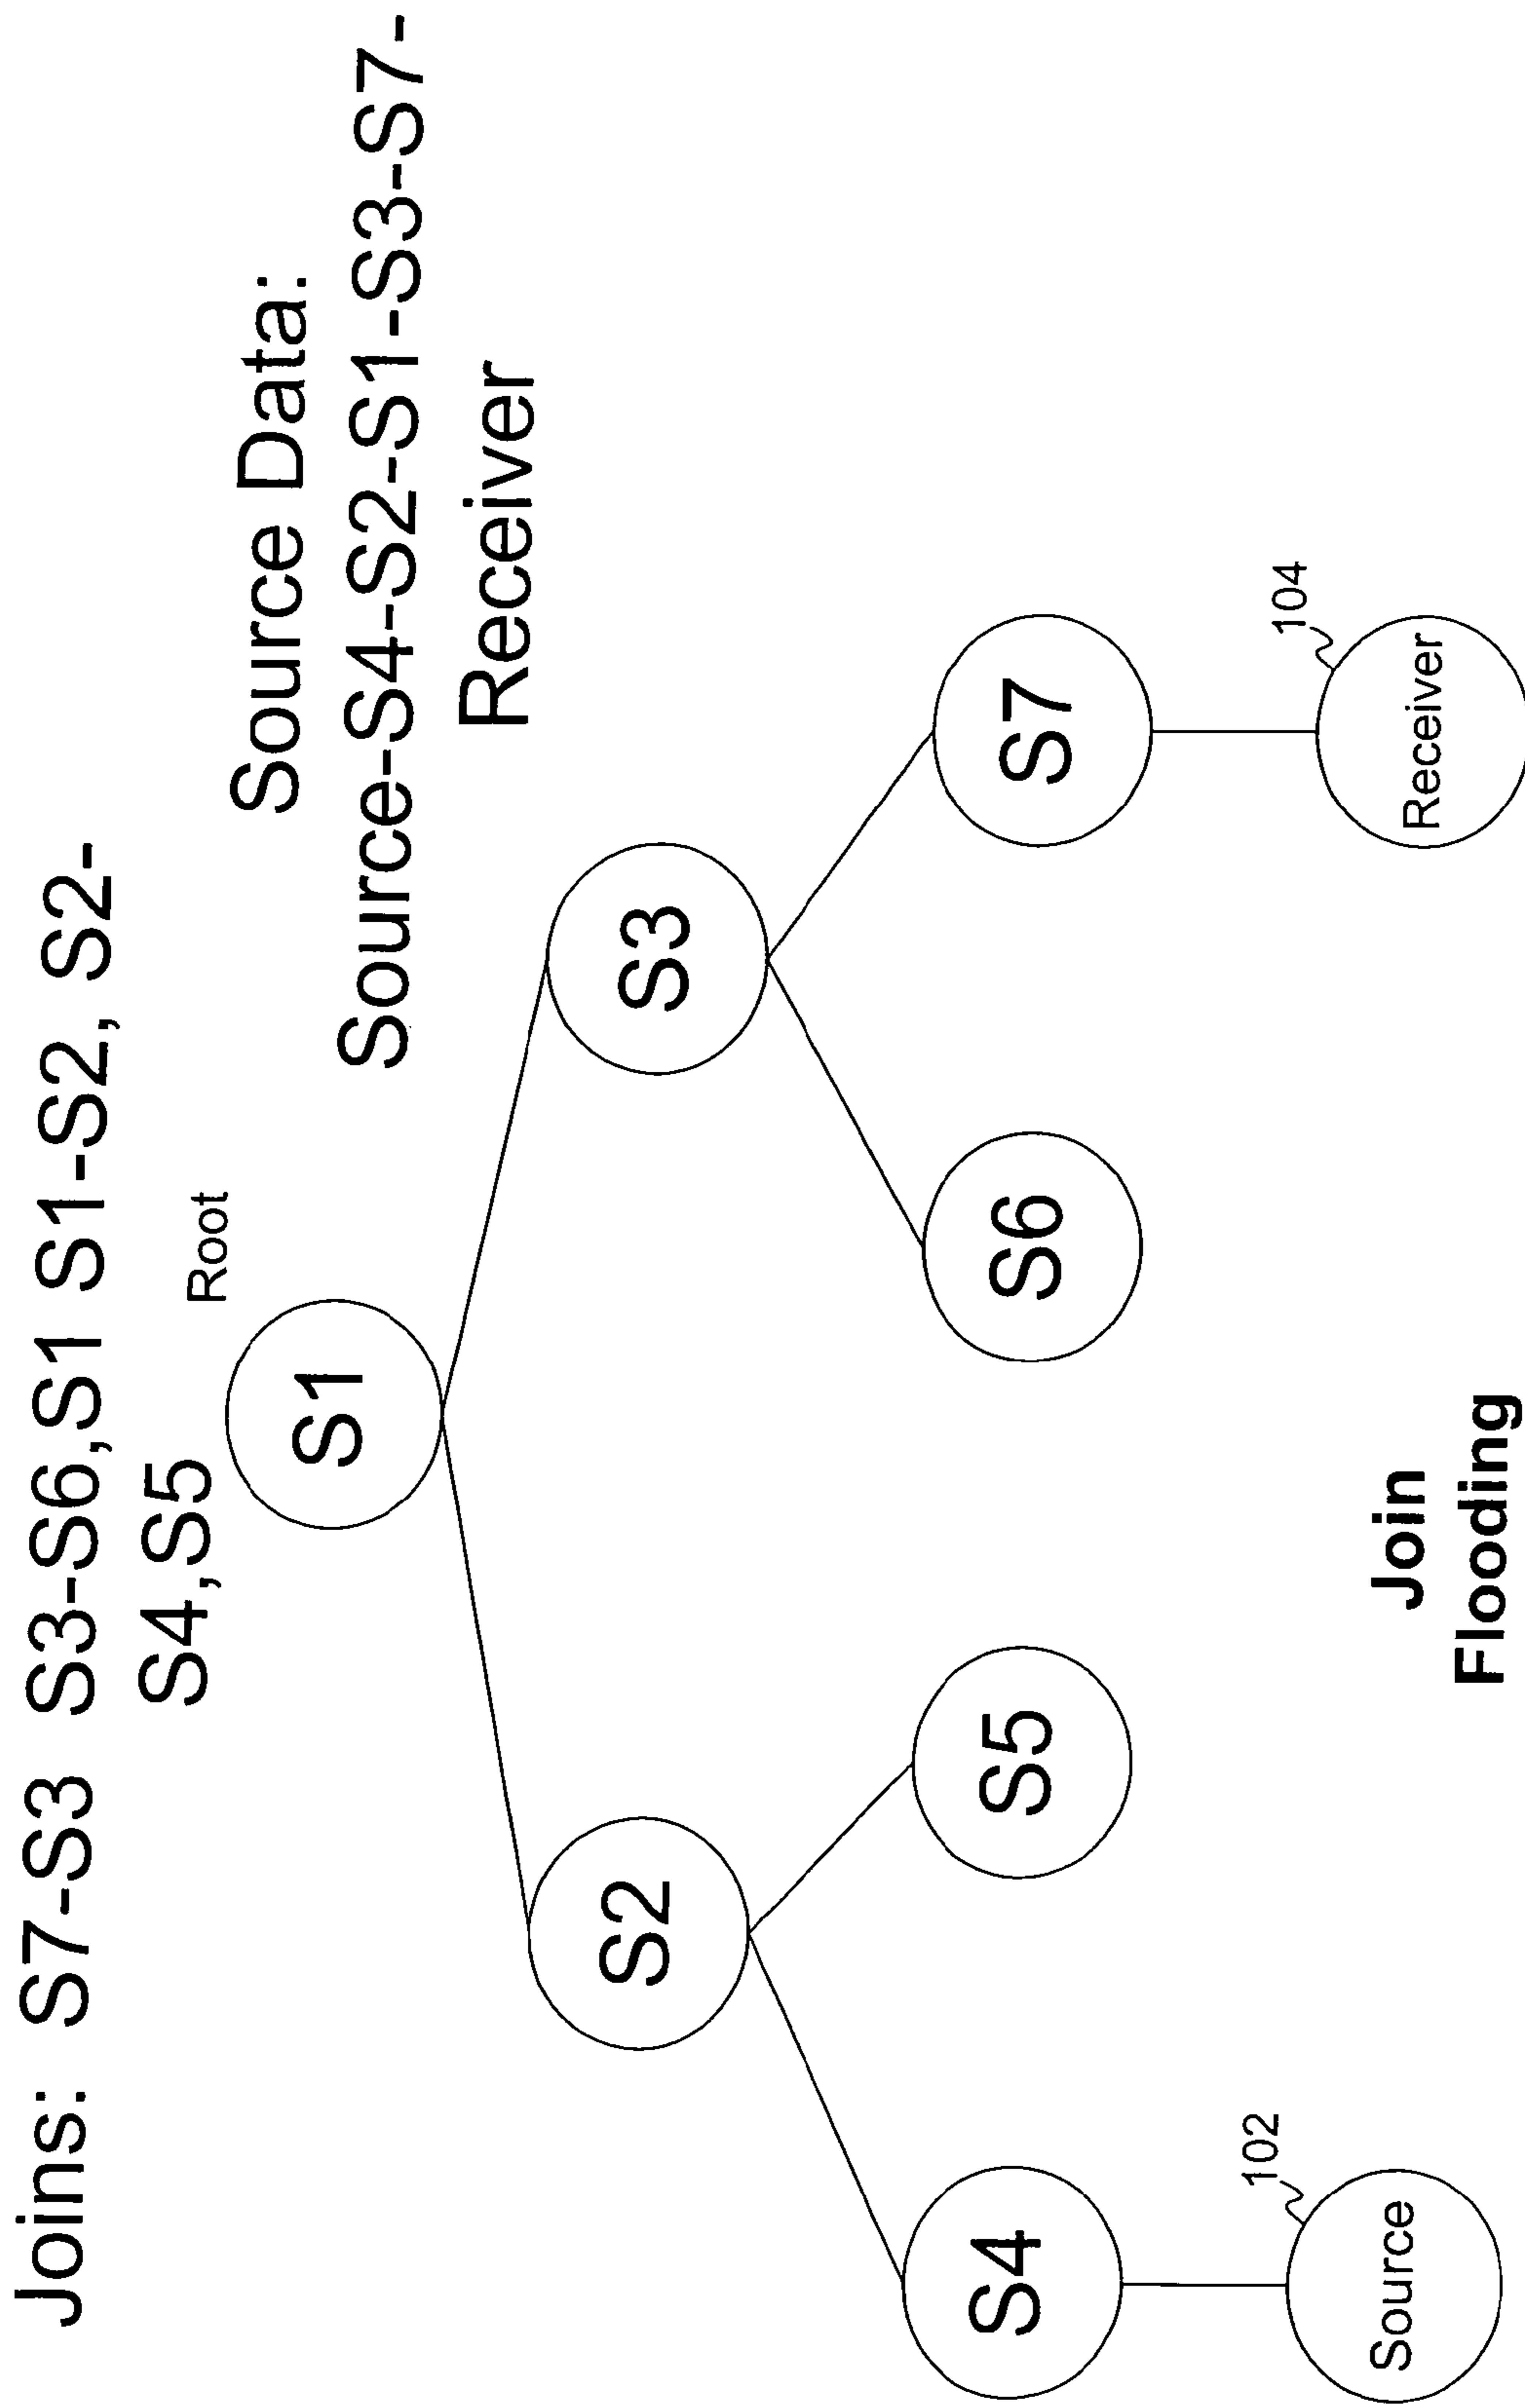 Joins: S7-S3 S3-S6,S1 S1-S2, S2-
S4,S5
Root
Source Data:
Source-S4-S2-S1-S3-S7-
Receiver
S1
S2
S3
S4
S5
S6
S7
102
104
Source
Receiver
Join
Flooding